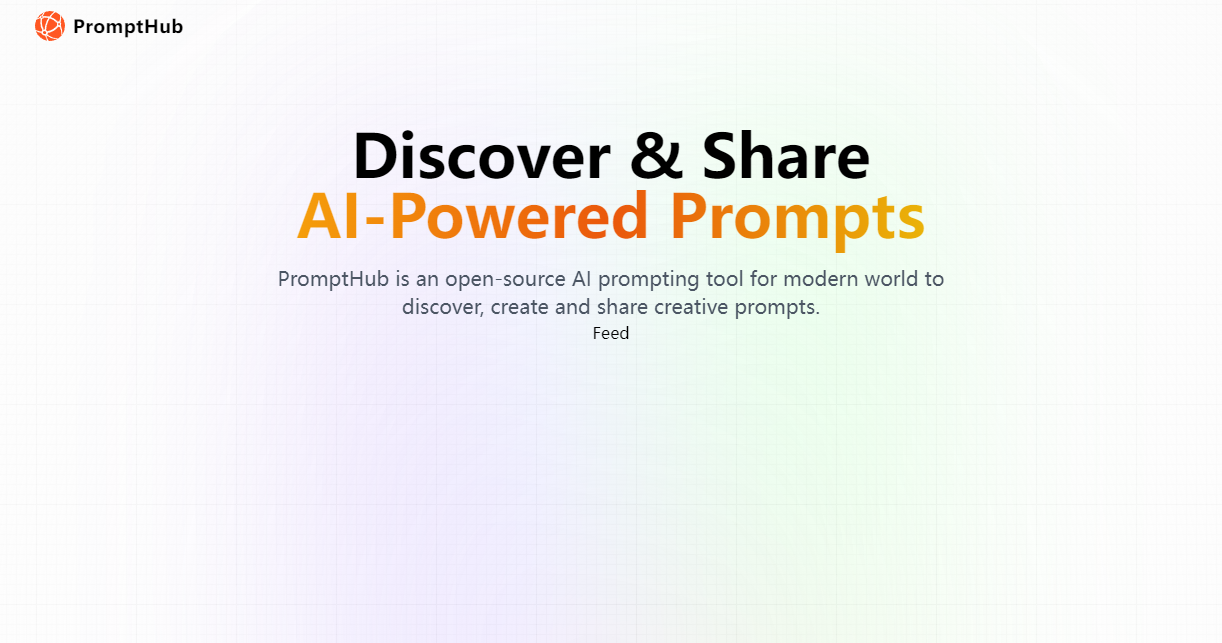 PromptHub
Discover & Share
AI-Powered Prompts
PromptHub is an open-source AI prompting tool for modern world to
discover, create and share creative prompts.
Feed